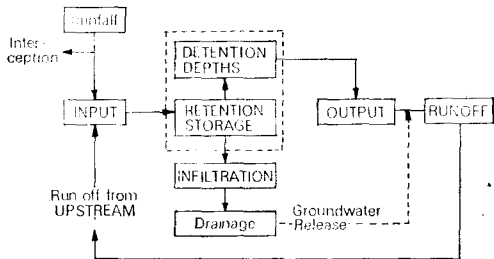 rainfall
Inter-
ception
DETENTION
DEPTHS
INPUT
RETENTION
STORAGE
OUTPUT
RUNOFF
INFILTRATION
Run off from
UPSTREAM
Drainage
Groundwater
Release